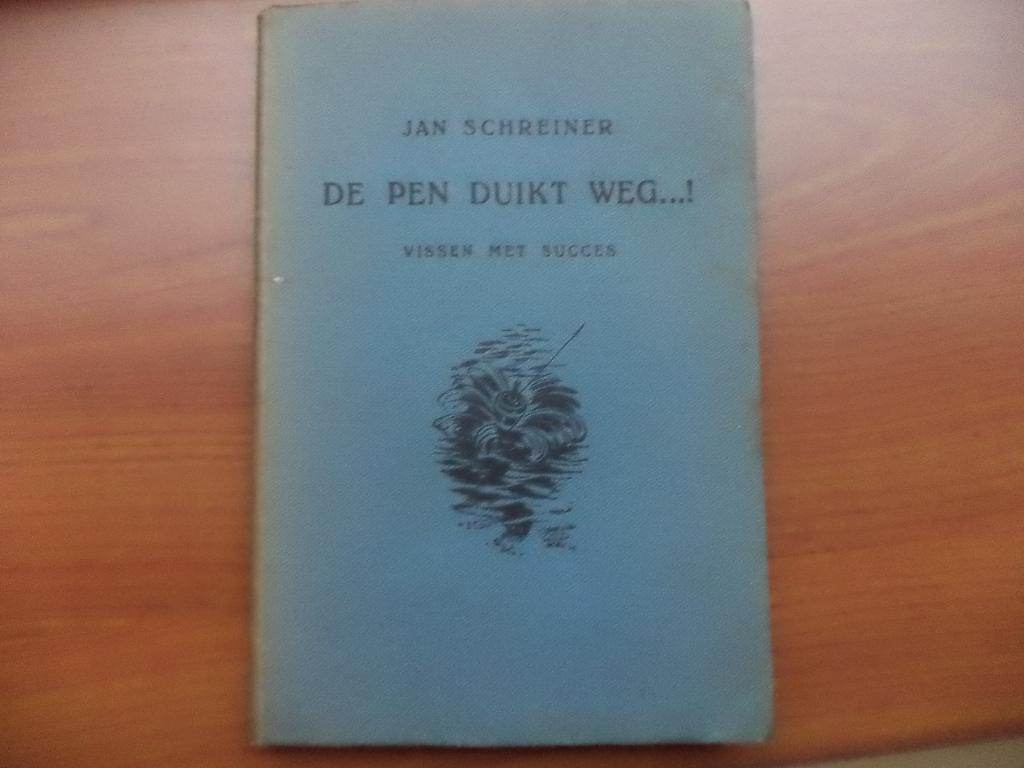 JAN SCHREINER
DE PEN DUIKT WEG...!
VISSEN MET SUCCES